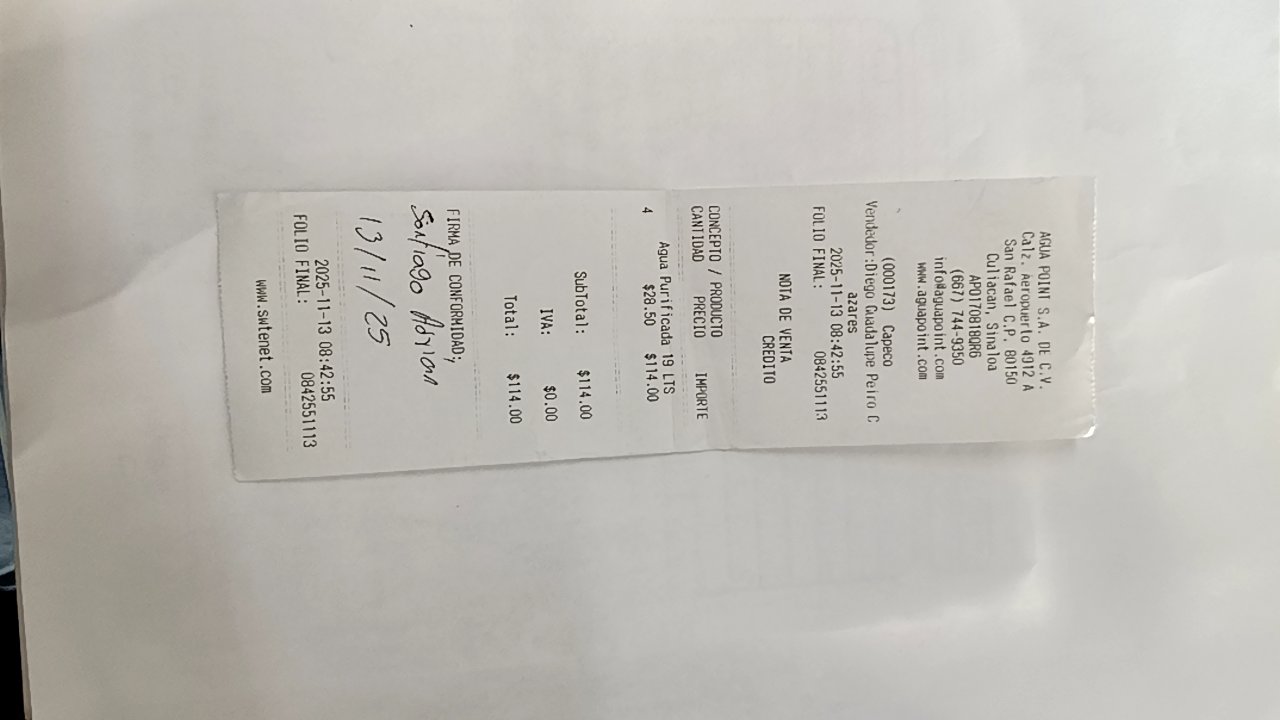 AGUA POINT S.A. DE C.V.
Calz. Aeropuerto 4912 A
San Rafael C.P. 80150
Culiacan, Sinaloa
APO170818QR6
(667) 744-9350
info@aguapoint.com
www.aguapoint.com
(000173) Capeco
Vendedor:Diego Guadalupe Peiro C
azares
2025-11-13 08:42:55
FOLIO FINAL: 0842551113
NOTA DE VENTA
CREDITO
CONCEPTO / PRODUCTO
CANTIDAD PRECIO IMPORTE
Agua Purificada 19 LTS
4 $28.50 $114.00
SubTotal: $114.00
IVA: $0.00
Total: $114.00
FIRMA DE CONFORMIDAD;
Santiago Adrian
13/11/25
2025-11-13 08:42:55
FOLIO FINAL: 0842551113
www.swtenet.com